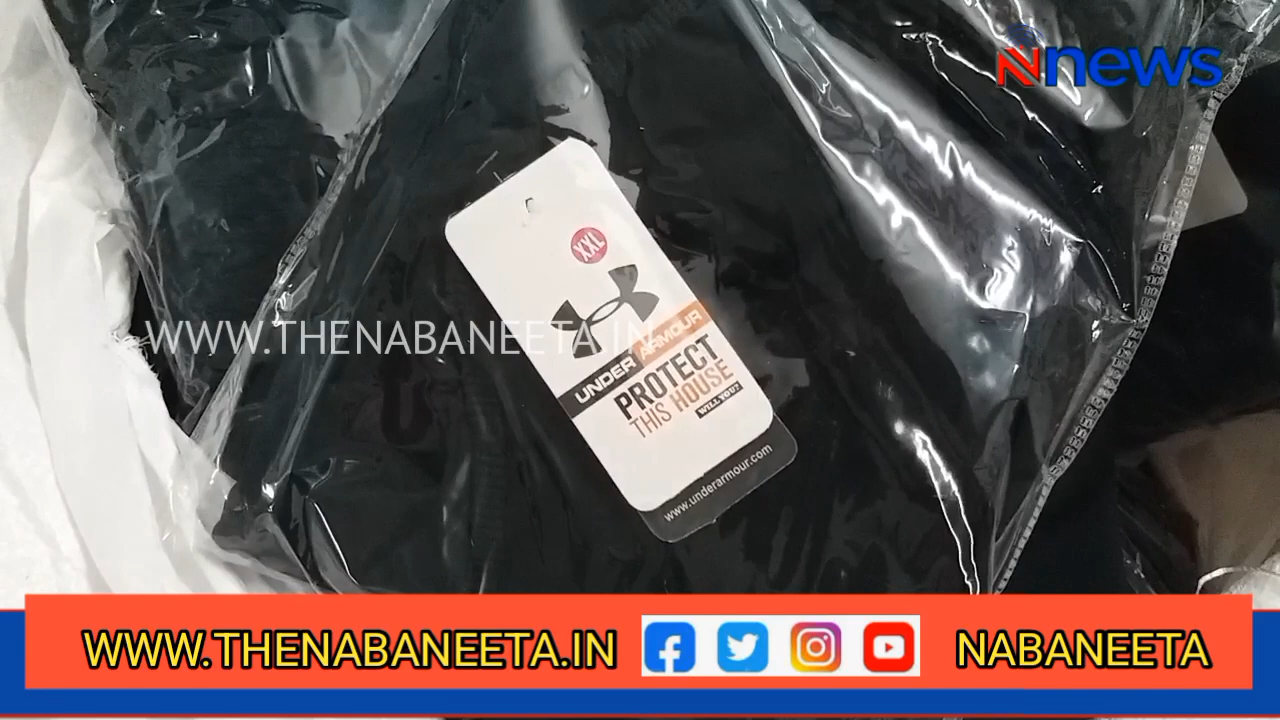 Nnews
XXL
WWW.THENABANEETA.IN
UNDER ARMOUR
PROTECT
THIS HOUSE
WILL YOU?
www.underarmour.com
WWW.THENABANEETA.IN
NABANEETA